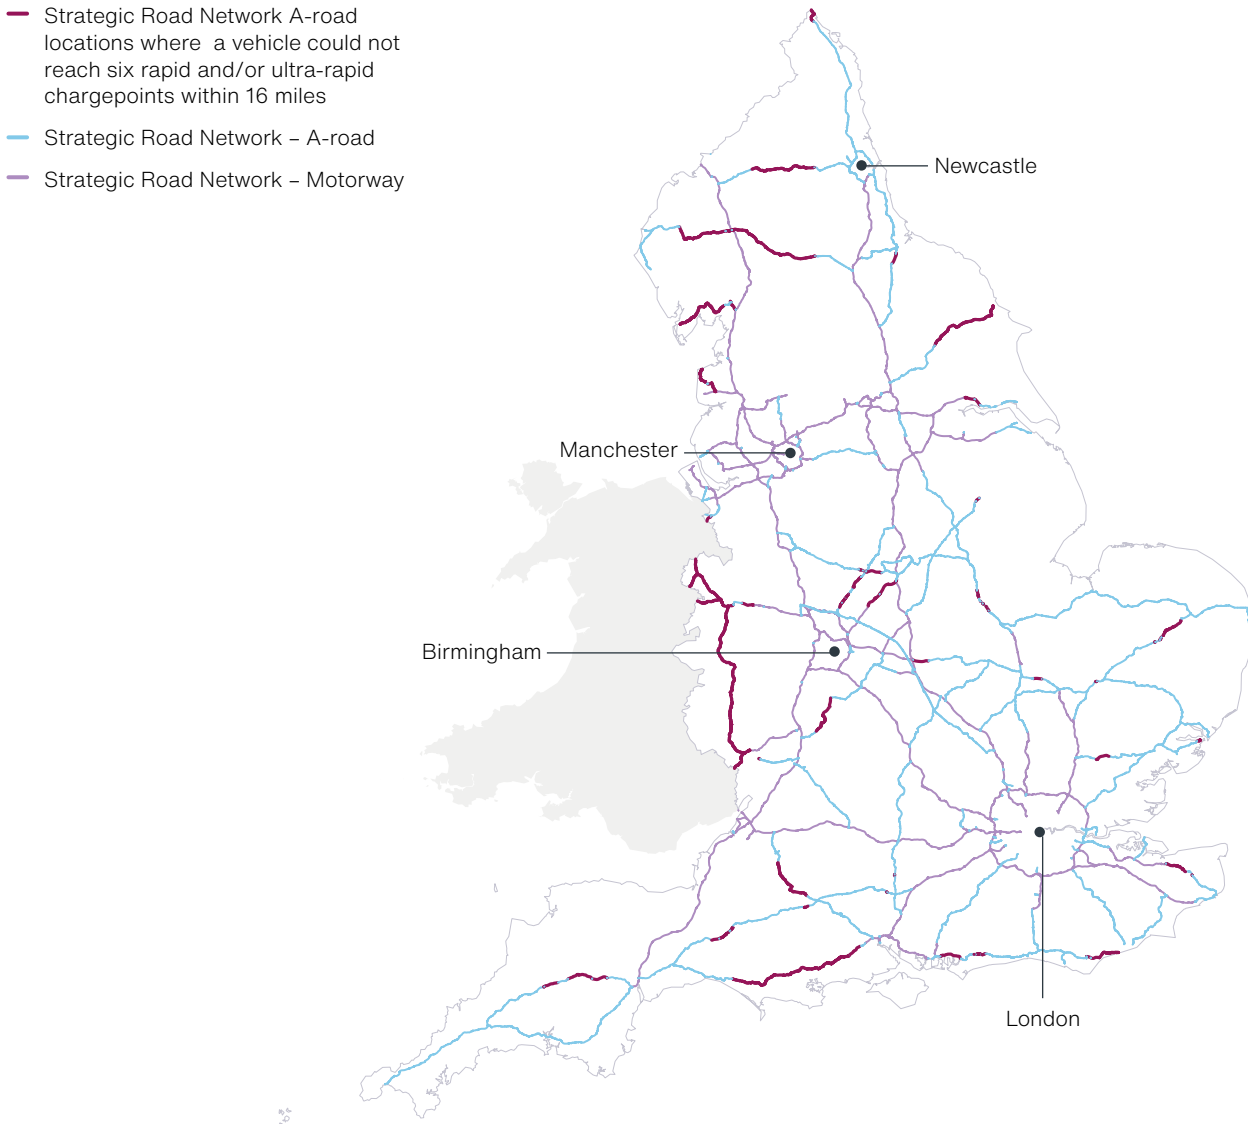 Strategic Road Network A-road
locations where a vehicle could not
reach six rapid and/or ultra-rapid
chargepoints within 16 miles
Strategic Road Network – A-road
Strategic Road Network – Motorway
Newcastle
Manchester
Birmingham
London